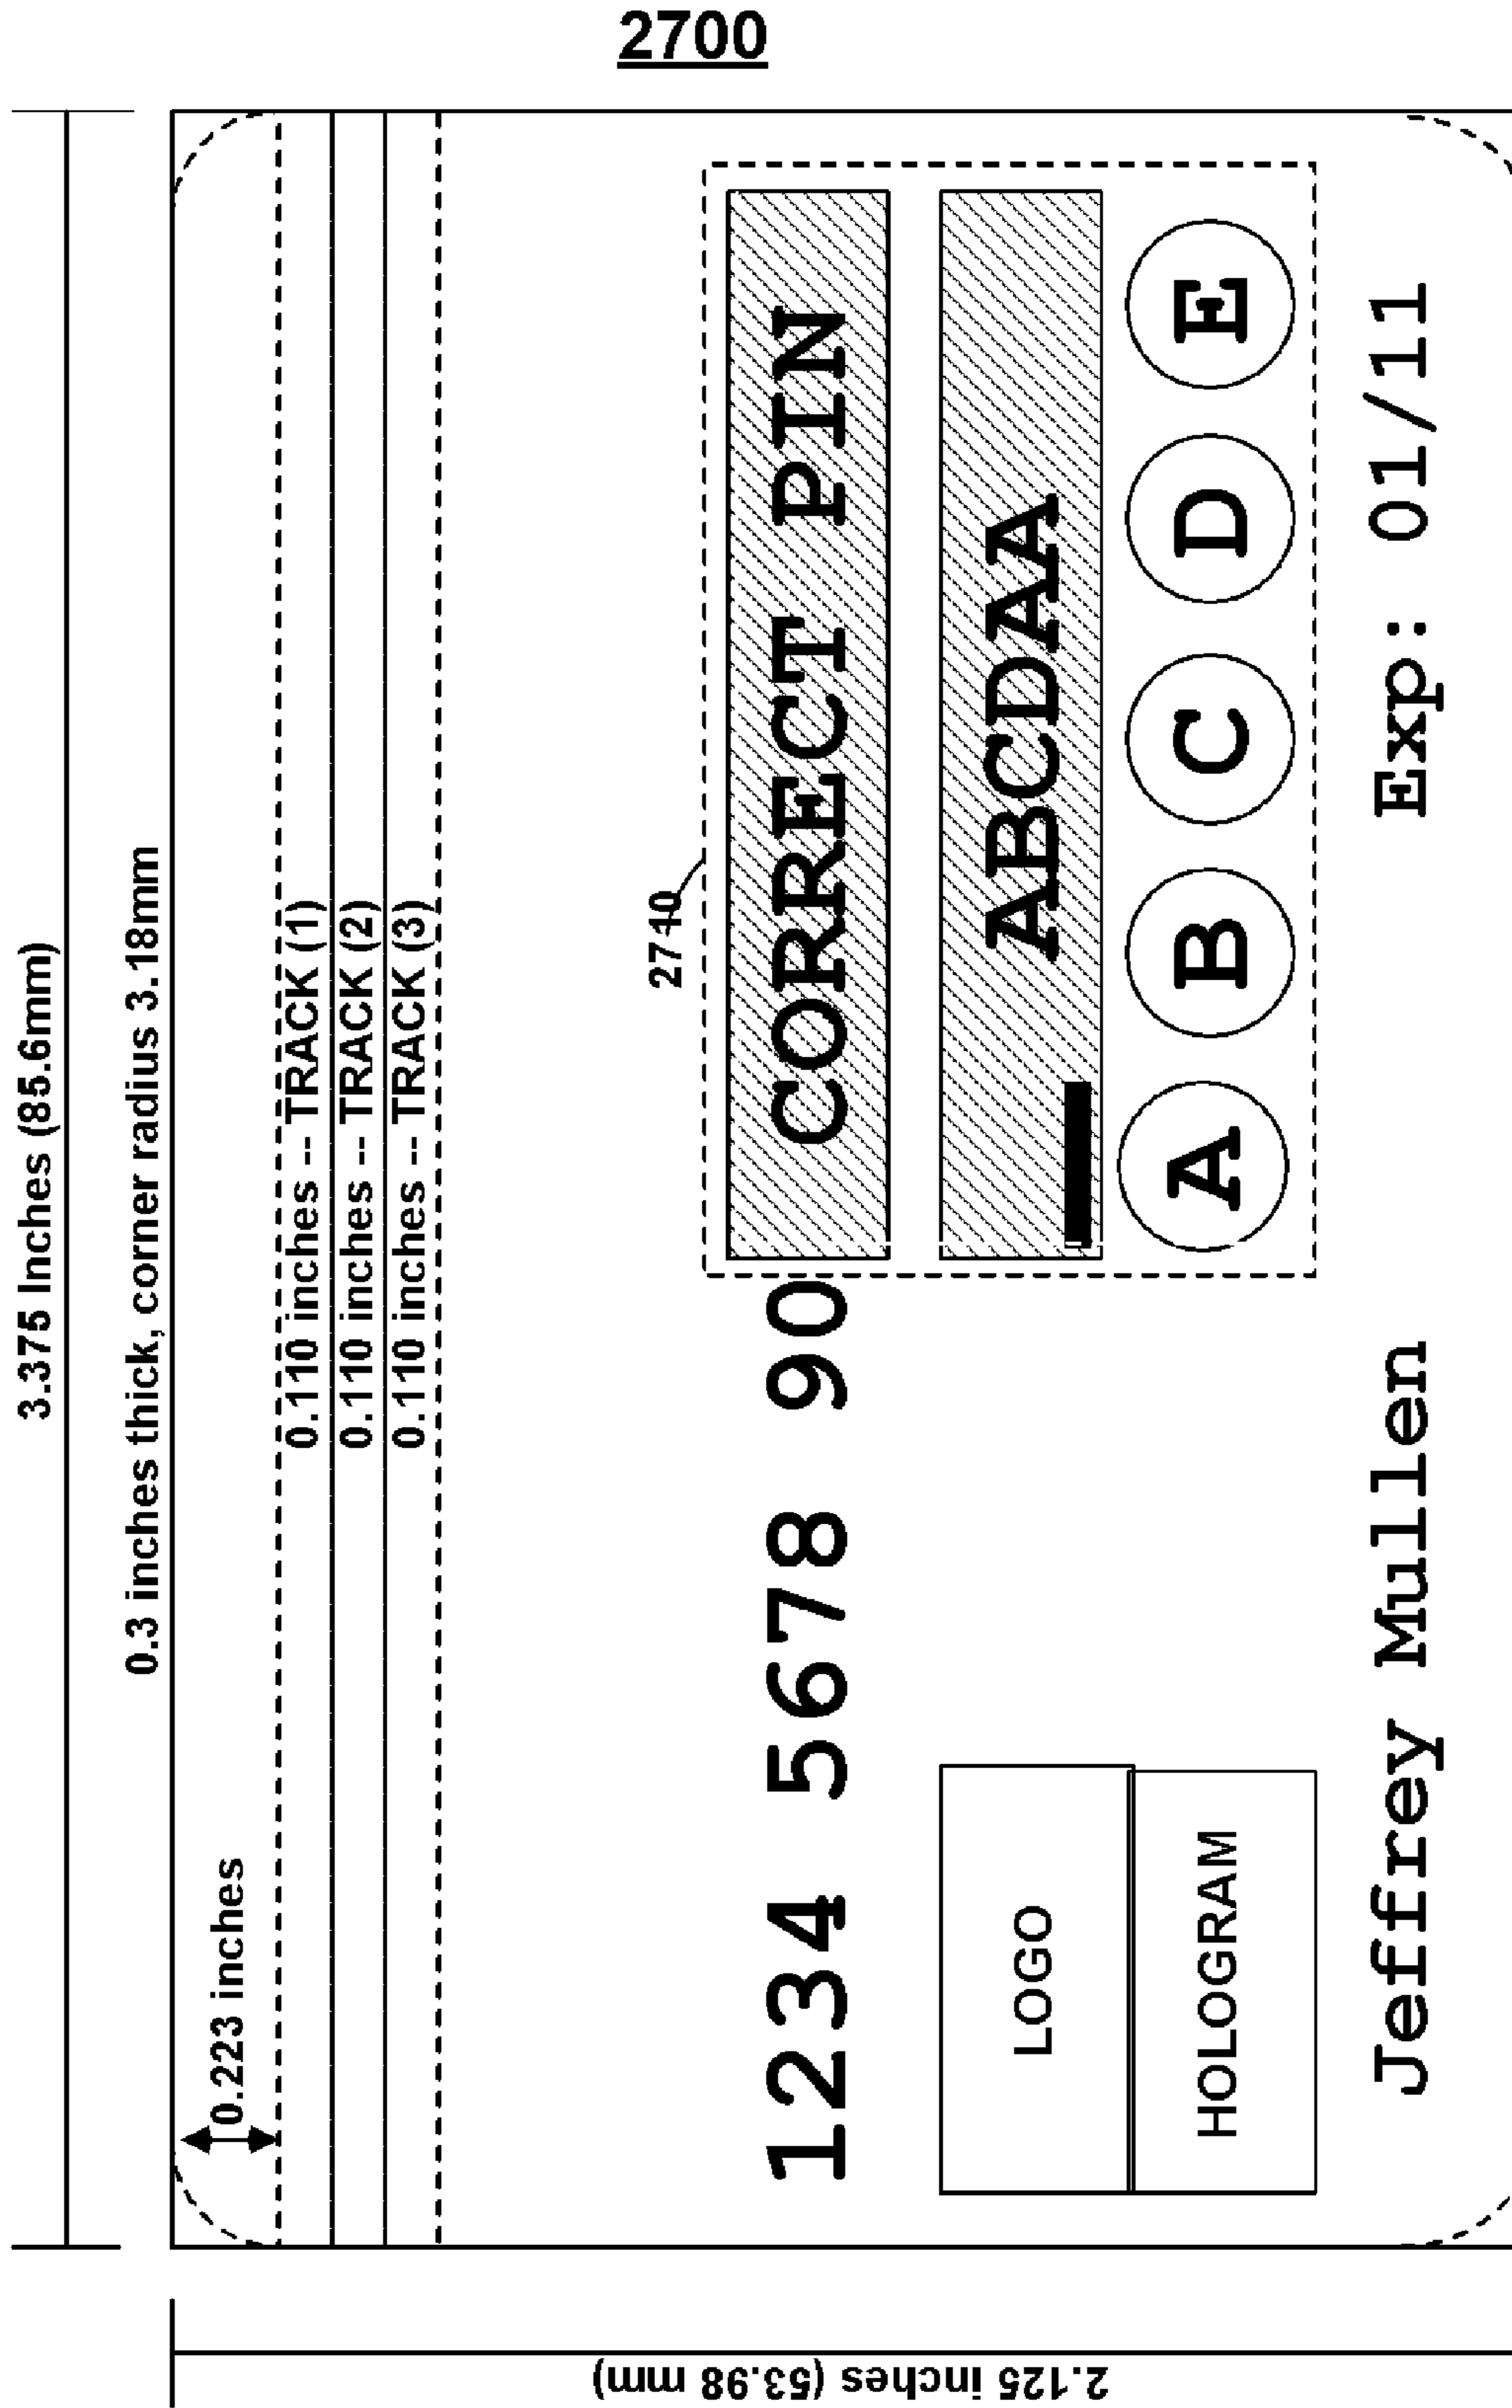 2700
3.375 Inches (85.6mm)
0.3 inches thick, corner radius 3.18mm
0.223 inches
0.110 inches -- TRACK (1)
0.110 inches -- TRACK (2)
0.110 inches -- TRACK (3)
2710
1234 5678 90
CORRECT PIN
ABCDAA
LOGO
HOLOGRAM
A B C D E
Jeffrey Mullen
Exp: 01/11
2.125 inches (53.98 mm)